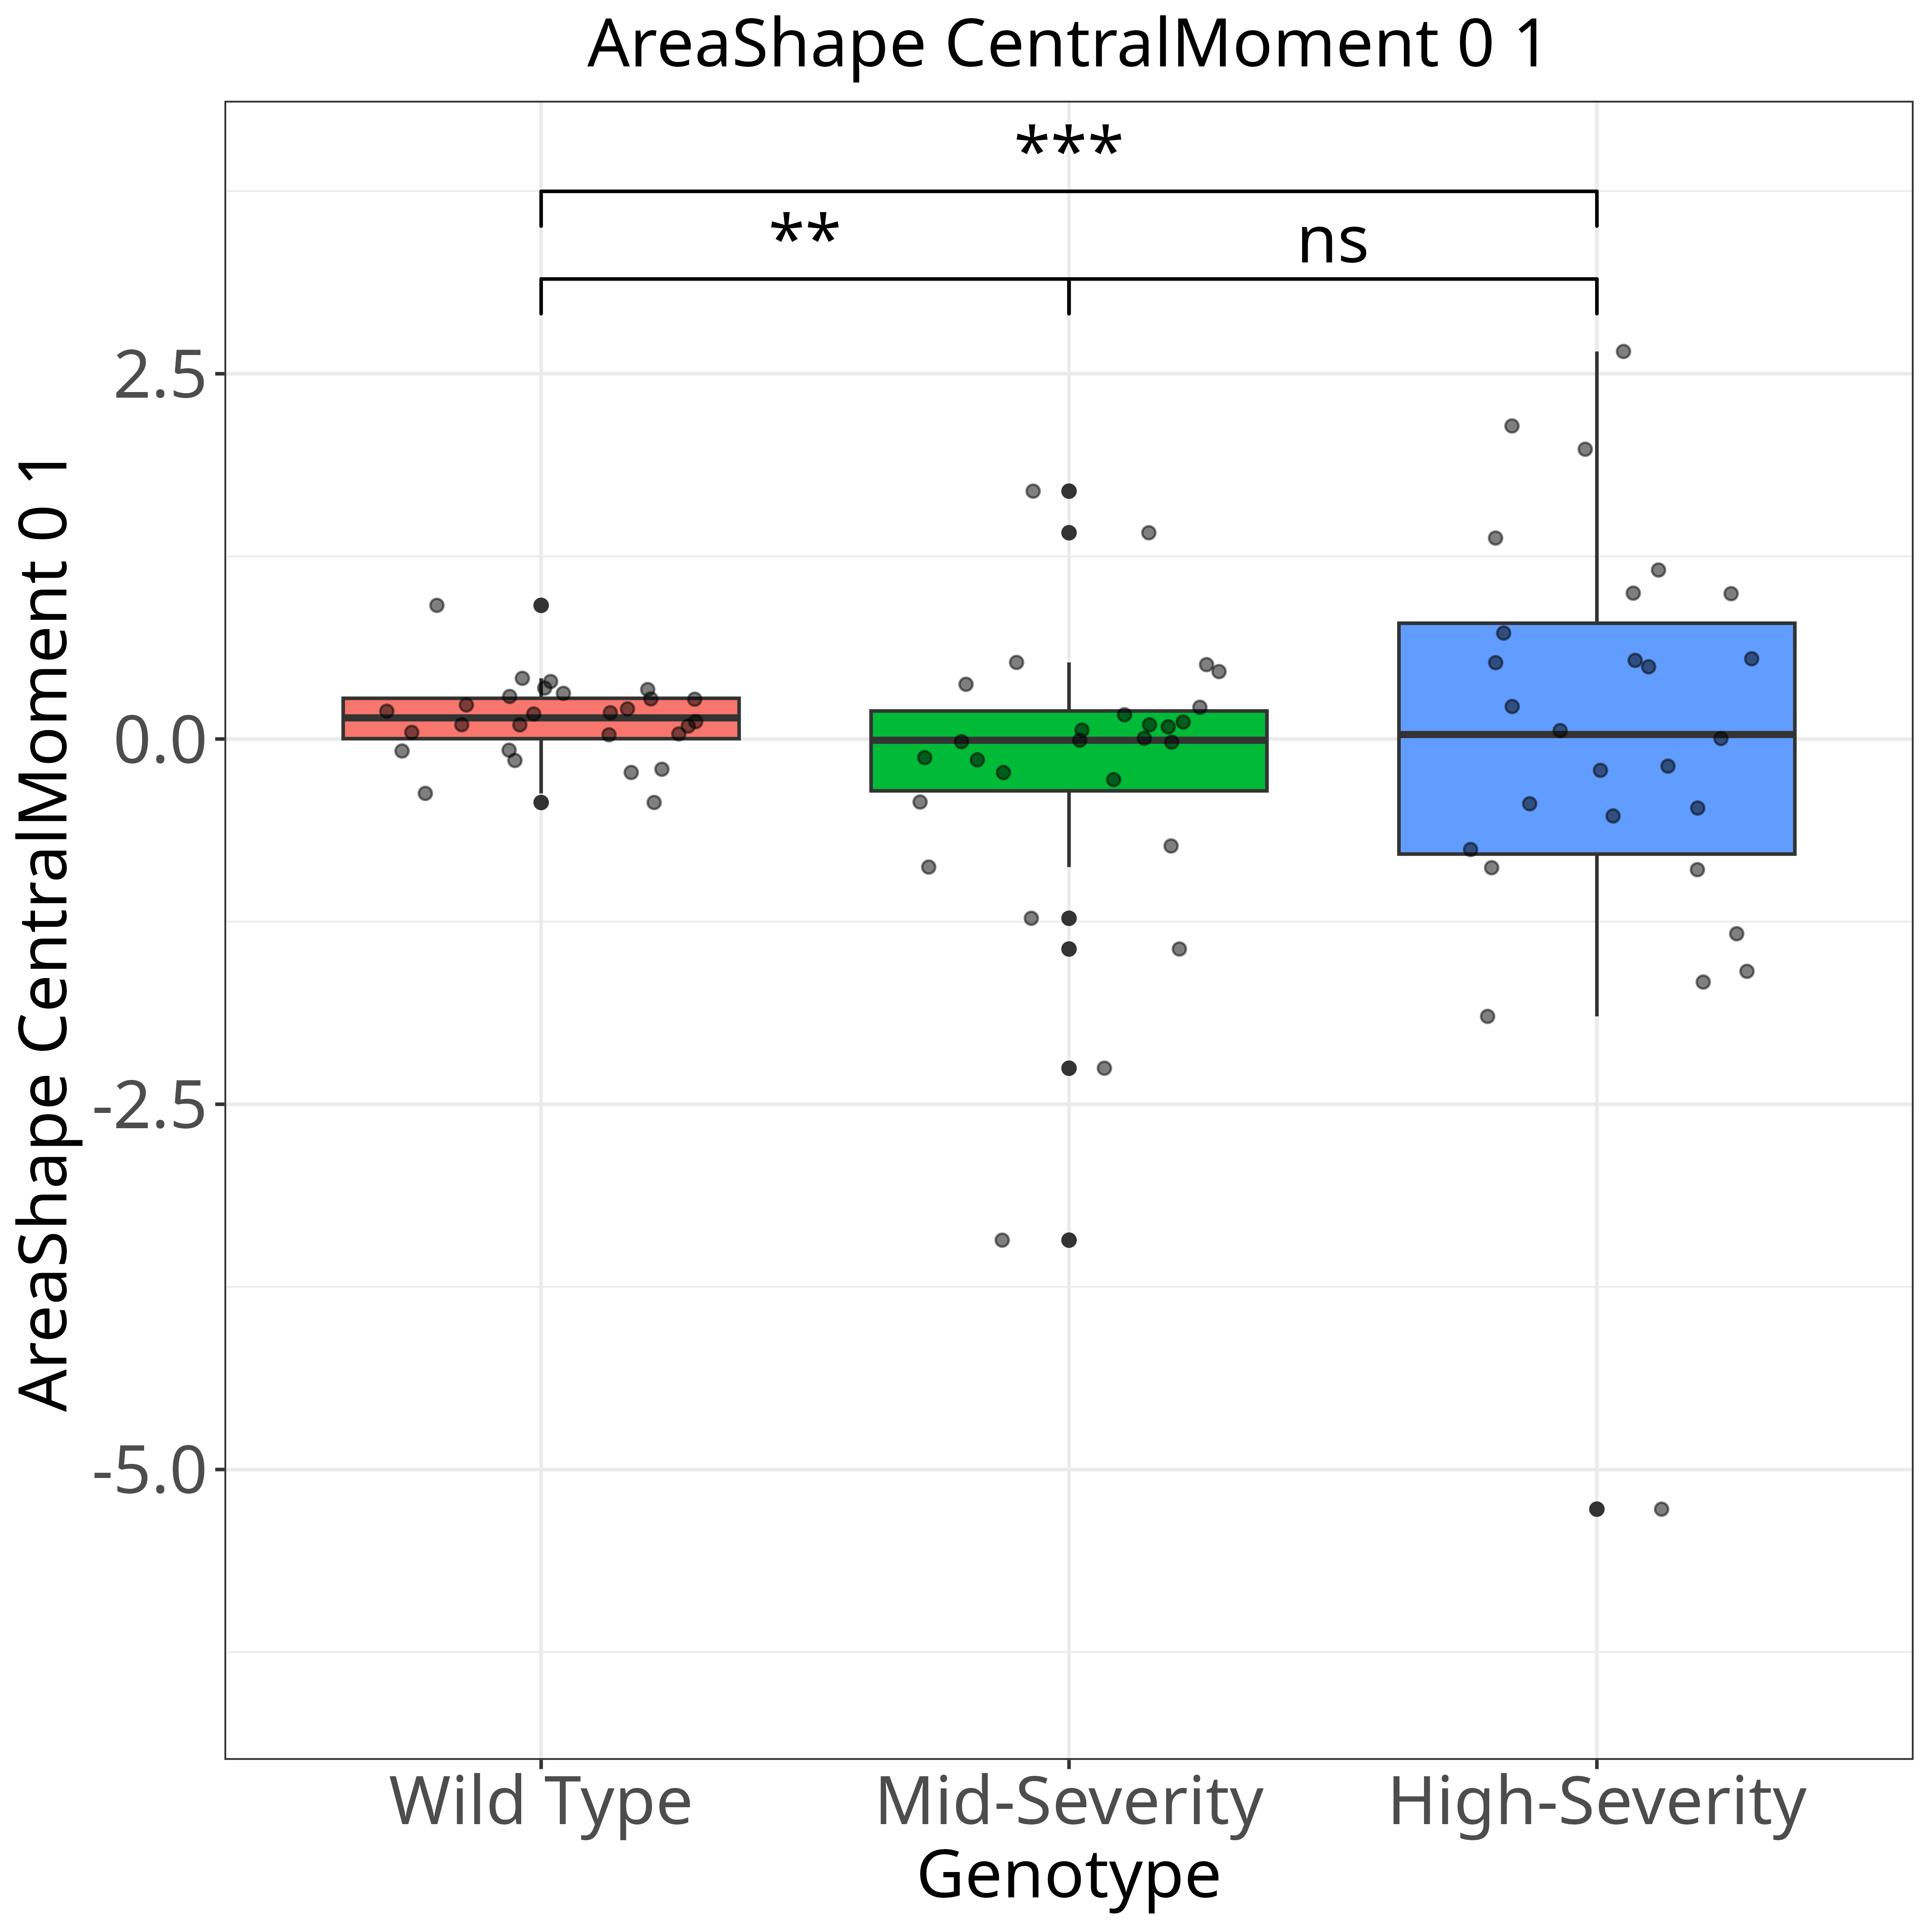 AreaShape CentralMoment 0 1
***
**
ns
AreaShape CentralMoment 0 1
2.5
0.0
-2.5
-5.0
Wild Type Mid-Severity High-Severity
Genotype